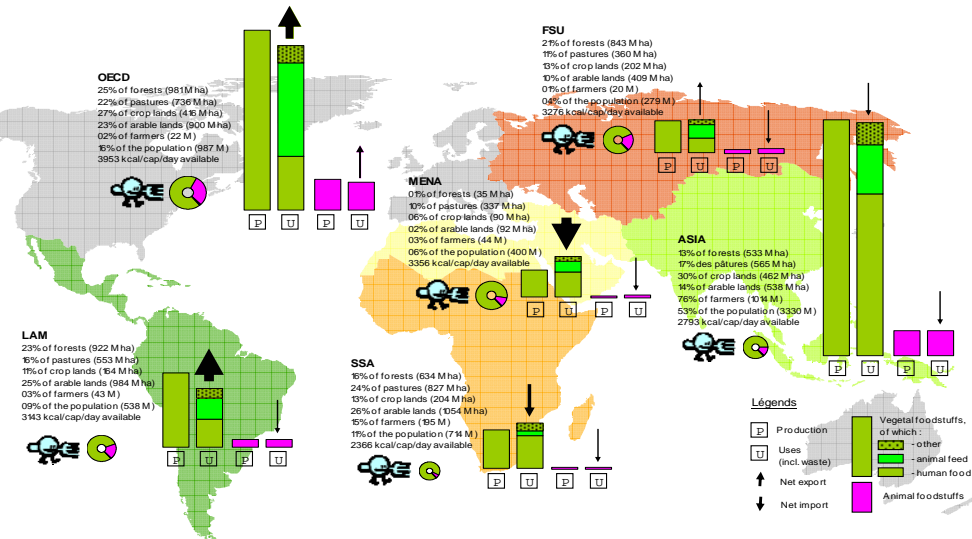 OECD
25% of forests (981M ha)
22% of pastures (736 M ha)
27% of crop lands (416 M ha)
23% of arable lands (900 M ha)
02% of farmers (22 M)
16% of the population (987 M)
3953 kcal/cap/day available
P U P U
FSU
21% of forests (843 M ha)
11% of pastures (360 M ha)
13% of crop lands (202 M ha)
10% of arable lands (409 M ha)
01% of farmers (20 M)
04% of the population (279 M)
3276 kcal/cap/day available
P U P U
MENA
01% of forests (35 M ha)
10% of pastures (337 M ha)
06% of crop lands (90 M ha)
02% of arable lands (92 M ha)
03% of farmers (44 M)
06% of the population (400 M)
3356 kcal/cap/day available
P U P U
ASIA
13% of forests (533 M ha)
17% des pâtures (565 M ha)
30% of crop lands (462 M ha)
14% of arable lands (538 M ha)
76% of farmers (1014 M)
53% of the population (3330 M)
2793 kcal/cap/day available
P U P U
LAM
23% of forests (922 M ha)
16% of pastures (553 M ha)
11% of crop lands (164 M ha)
25% of arable lands (984 M ha)
03% of farmers (43 M)
09% of the population (538 M)
3143 kcal/cap/day available
P U P U
SSA
16% of forests (634 M ha)
24% of pastures (827 M ha)
13% of crop lands (204 M ha)
26% of arable lands (1054 M ha)
15% of farmers (195 M)
11% of the population (714 M)
2366 kcal/cap/day available
P U P U
Légends
P Production
U Uses
(incl. waste)
Net export
Net import
Vegetal foodstuffs,
of which :
- other
- animal feed
- human food
Animal foodstuffs